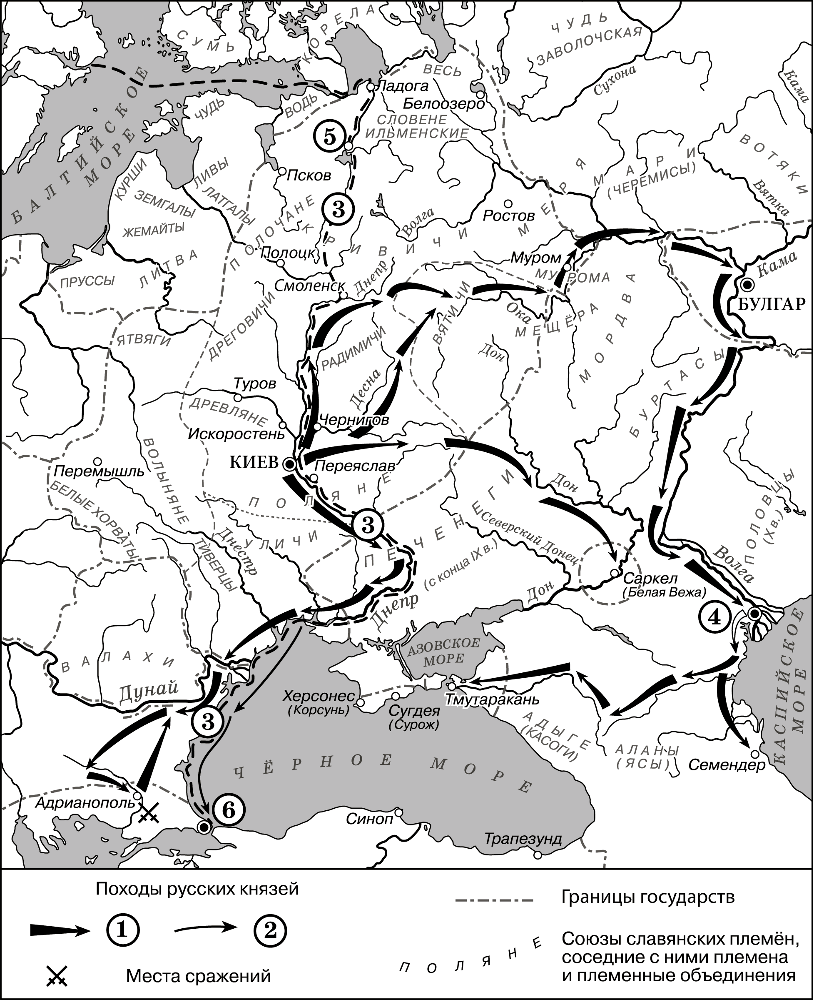 СУМЬ
КОРЕЛА
ЧУДЬ
ЗАВОЛОЧСКАЯ
ВЕСЬ
Сухона
Кама
Ладога
Белоозеро
ЧУДЬ
ВОДЬ
СЛОВЕНЕ
ИЛЬМЕНСКИЕ
БАЛТИЙСКОЕ
МОРЕ
5
ВОТЯКИ
МАРИ
(ЧЕРЕМИСЫ)
МЕРЯ
КУРШИ
ЛИВЫ
Псков
ЗЕМГАЛЫ
ЛАТГАЛЫ
3
Вятка
Ростов
Волга
ПОЛОЧАНЕ
КРИВИЧИ
ЖЕМАЙТЫ
ЛИТВА
Полоцк
Муром
МУРОМА
Кама
ПРУССЫ
Смоленск
Днепр
БУЛГАР
ВЯТИЧИ
Ока
МЕЩЁРА
МОРДВА
ЯТВЯГИ
ДРЕГОВИЧИ
РАДИМИЧИ
Дон
БУРТАСЫ
Туров
Десна
ДРЕВЛЯНЕ
Чернигов
Искоростень
ВОЛЫНЯНЕ
КИЕВ
Переяслав
Перемышль
БЕЛЫЕ ХОРВАТЫ
ПОЛЯНЕ
Дон
ПОЛОВЦЫ
(X в.)
3
ПЕЧЕНЕГИ
(с конца IX в.)
Северский Донец
УЛИЧИ
Днестр
ТИВЕРЦЫ
Волга
Саркел
(Белая Вежа)
Дон
Днепр
4
АЗОВСКОЕ
МОРЕ
КАСПИЙСКОЕ
МОРЕ
ВАЛАХИ
Дунай
Херсонес
(Корсунь)
Сугдея
(Сурож)
Тмутаракань
3
АДЫГЕ
(КАСОГИ)
АЛАНЫ
(ЯСЫ)
Семендер
ЧЁРНОЕ МОРЕ
Адрианополь
6
Синоп
Трапезунд
Походы русских князей
1
2
Места сражений
Границы государств
ПОЛЯНЕ
Союзы славянских племён,
соседние с ними племена
и племенные объединения